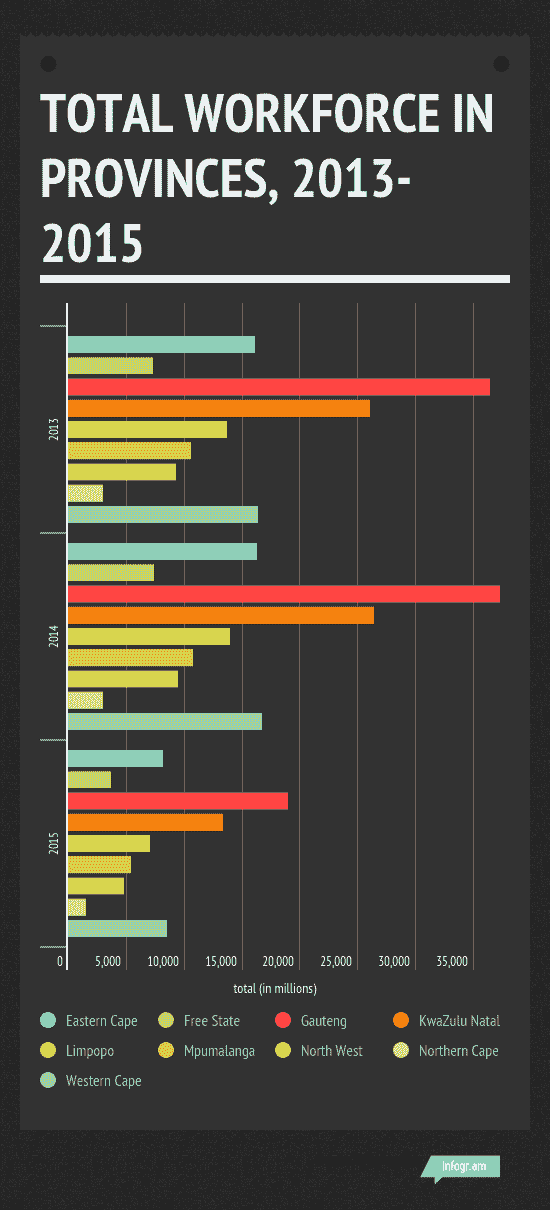 TOTAL WORKFORCE IN
PROVINCES, 2013-
2015
2013
2014
2015
0 5,000 10,000 15,000 20,000 25,000 30,000 35,000
total (in millions)
Eastern Cape Free State Gauteng KwaZulu Natal
Limpopo Mpumalanga North West Northern Cape
Western Cape
infogr.am